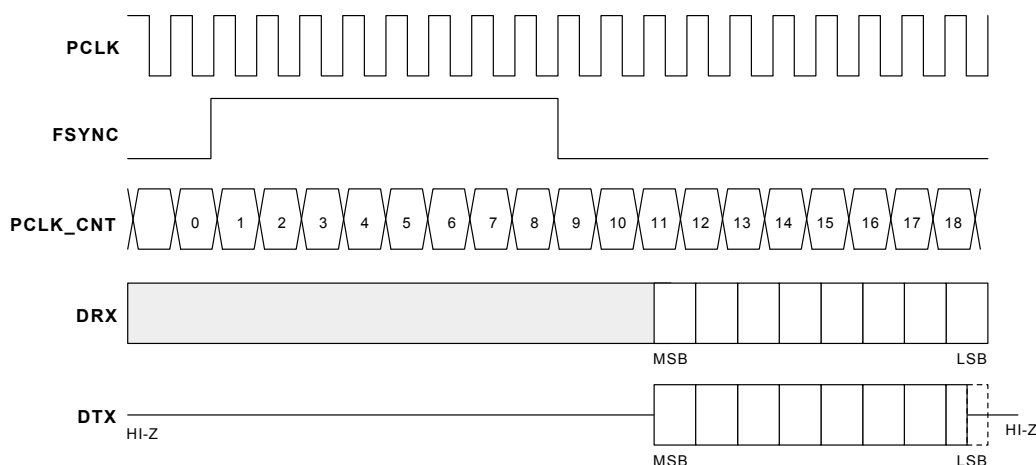 PCLK
FSYNC
PCLK_CNT 0 1 2 3 4 5 6 7 8 9 10 11 12 13 14 15 16 17 18
DRX
MSB LSB
DTX
HI-Z HI-Z
MSB LSB